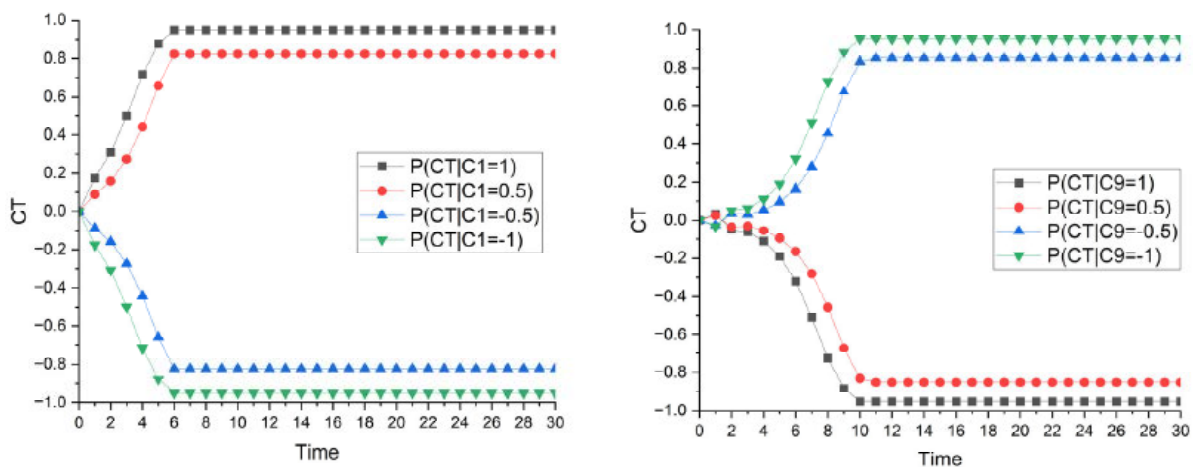 1.0
0.8
0.6
0.4
0.2
0.0
−0.2
−0.4
−0.6
−0.8
−1.0
CT
0 2 4 6 8 10 12 14 16 18 20 22 24 26 28 30
Time
P(CT|C1=1)
P(CT|C1=0.5)
P(CT|C1=-0.5)
P(CT|C1=-1)
1.0
0.8
0.6
0.4
0.2
0.0
−0.2
−0.4
−0.6
−0.8
−1.0
CT
0 2 4 6 8 10 12 14 16 18 20 22 24 26 28 30
Time
P(CT|C9=1)
P(CT|C9=0.5)
P(CT|C9=-0.5)
P(CT|C9=-1)